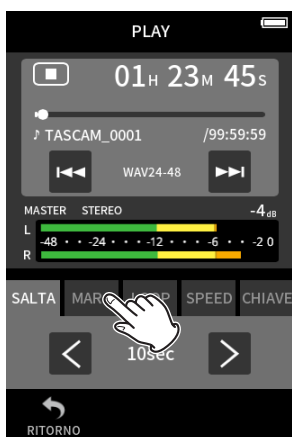 PLAY
01H 23M 45S
♪ TASCAM_0001 /99:59:59
WAV24-48
MASTER STEREO -4dB
L
-48 · · -24 · · · -12 · · · -6 · · -2 0
R
SALTA SPEED CHIAVE
10sec
RITORNO